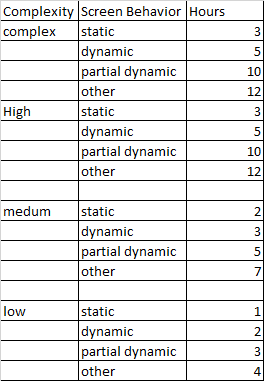 Complexity Screen Behavior Hours
complex static 3
dynamic 5
partial dynamic 10
other 12
High static 3
dynamic 5
partial dynamic 10
other 12
medum static 2
dynamic 3
partial dynamic 5
other 7
low static 1
dynamic 2
partial dynamic 3
other 4